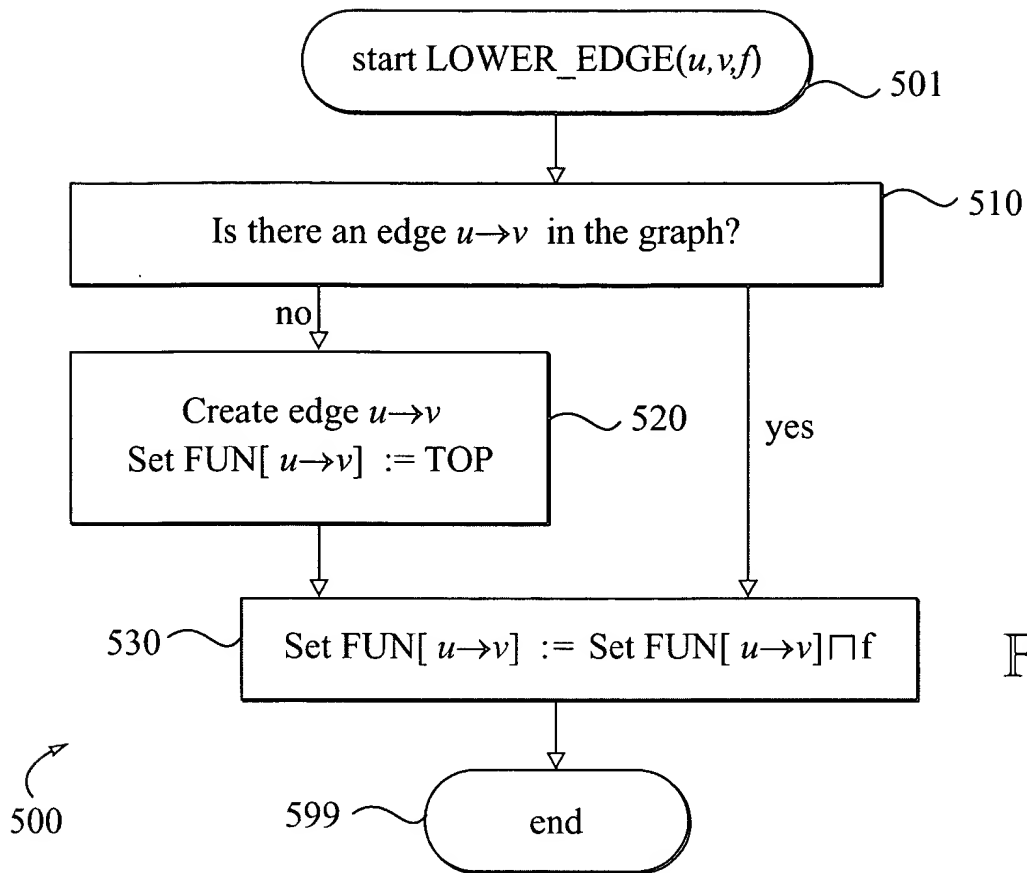 start LOWER_EDGE(u,v,f)
501
510
Is there an edge u→v in the graph?
no
yes
Create edge u→v
Set FUN[ u→v] := TOP
520
530
Set FUN[ u→v] := Set FUN[ u→v]⊓f
500
599
end